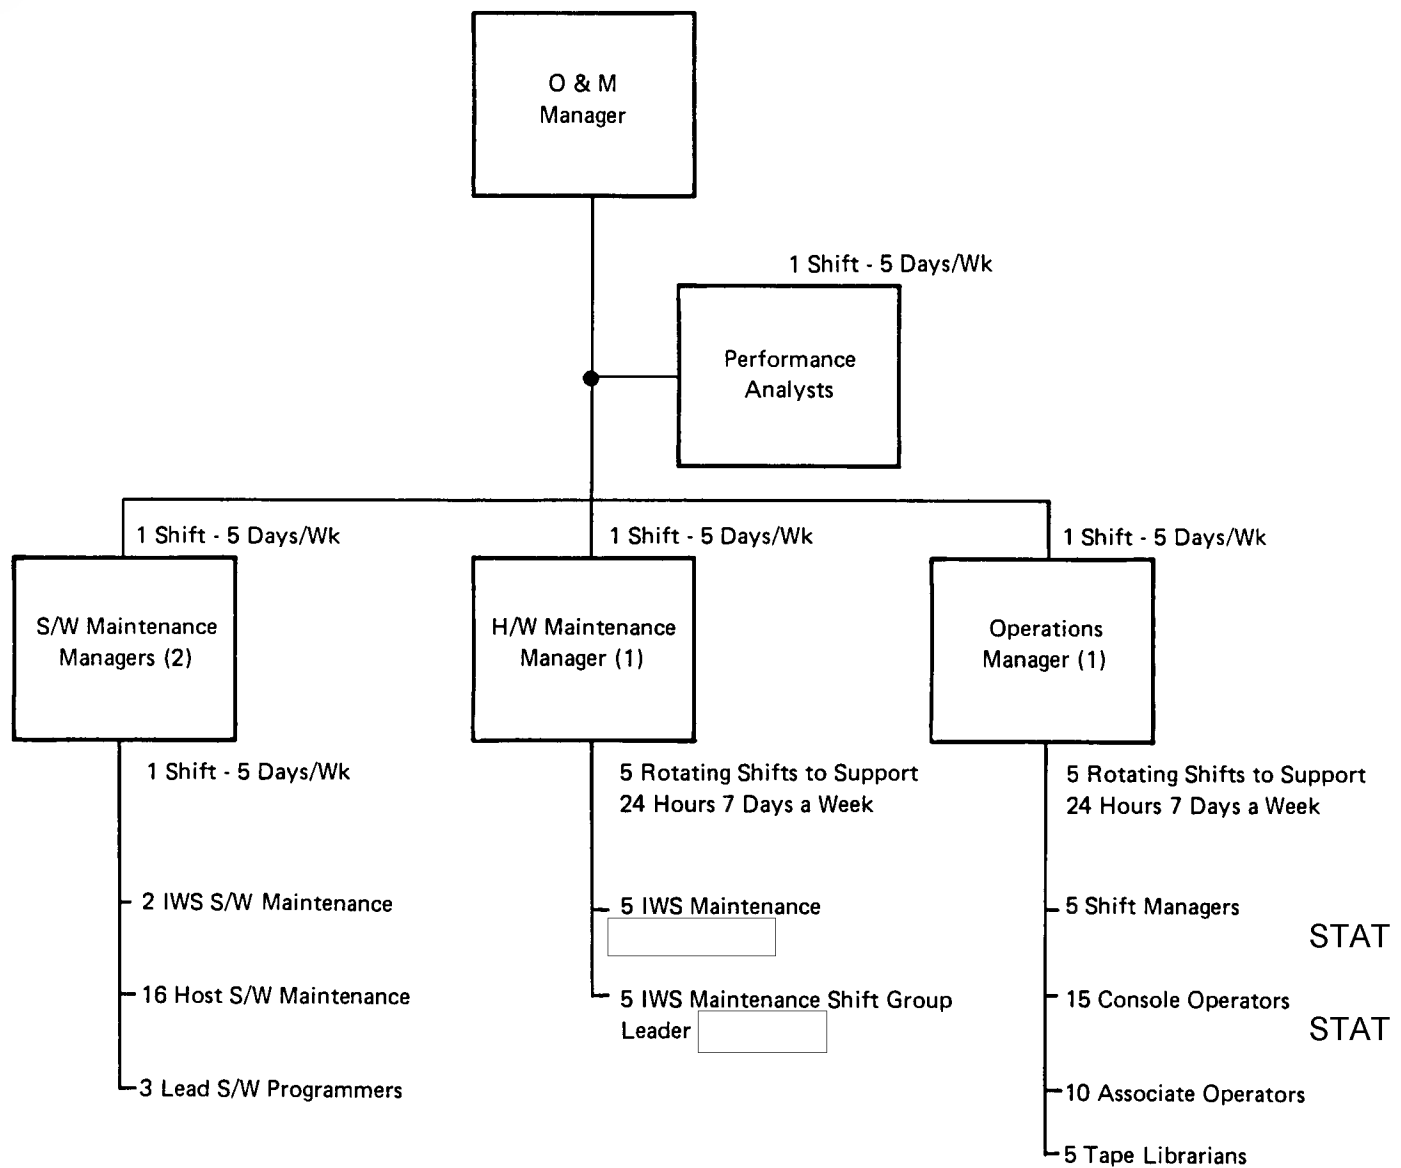 O & M
Manager
1 Shift - 5 Days/Wk
Performance
Analysts
1 Shift - 5 Days/Wk
1 Shift - 5 Days/Wk
1 Shift - 5 Days/Wk
S/W Maintenance
Managers (2)
H/W Maintenance
Manager (1)
Operations
Manager (1)
1 Shift - 5 Days/Wk
2 IWS S/W Maintenance
16 Host S/W Maintenance
3 Lead S/W Programmers
5 Rotating Shifts to Support
24 Hours 7 Days a Week
5 IWS Maintenance
5 IWS Maintenance Shift Group
Leader
5 Rotating Shifts to Support
24 Hours 7 Days a Week
5 Shift Managers
STAT
15 Console Operators
STAT
10 Associate Operators
5 Tape Librarians